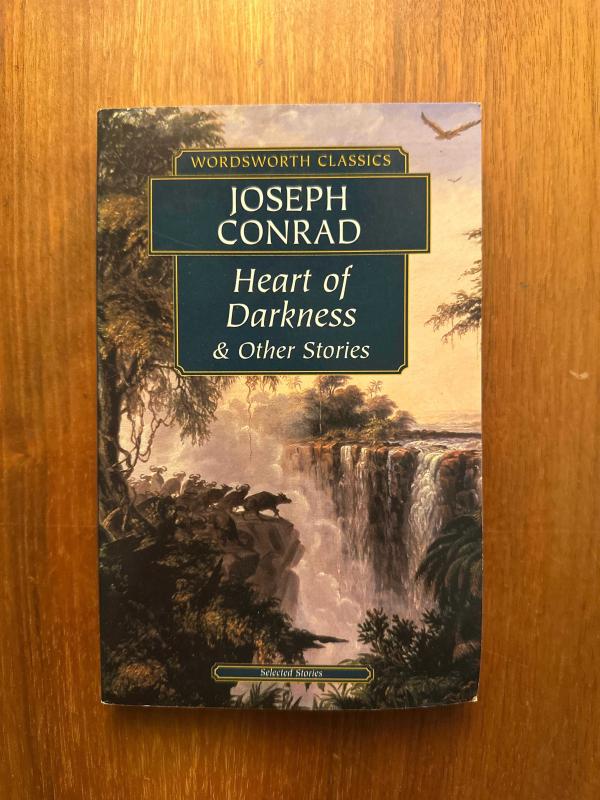 WORDSWORTH CLASSICS
JOSEPH
CONRAD
Heart of
Darkness
& Other Stories
Selected Stories